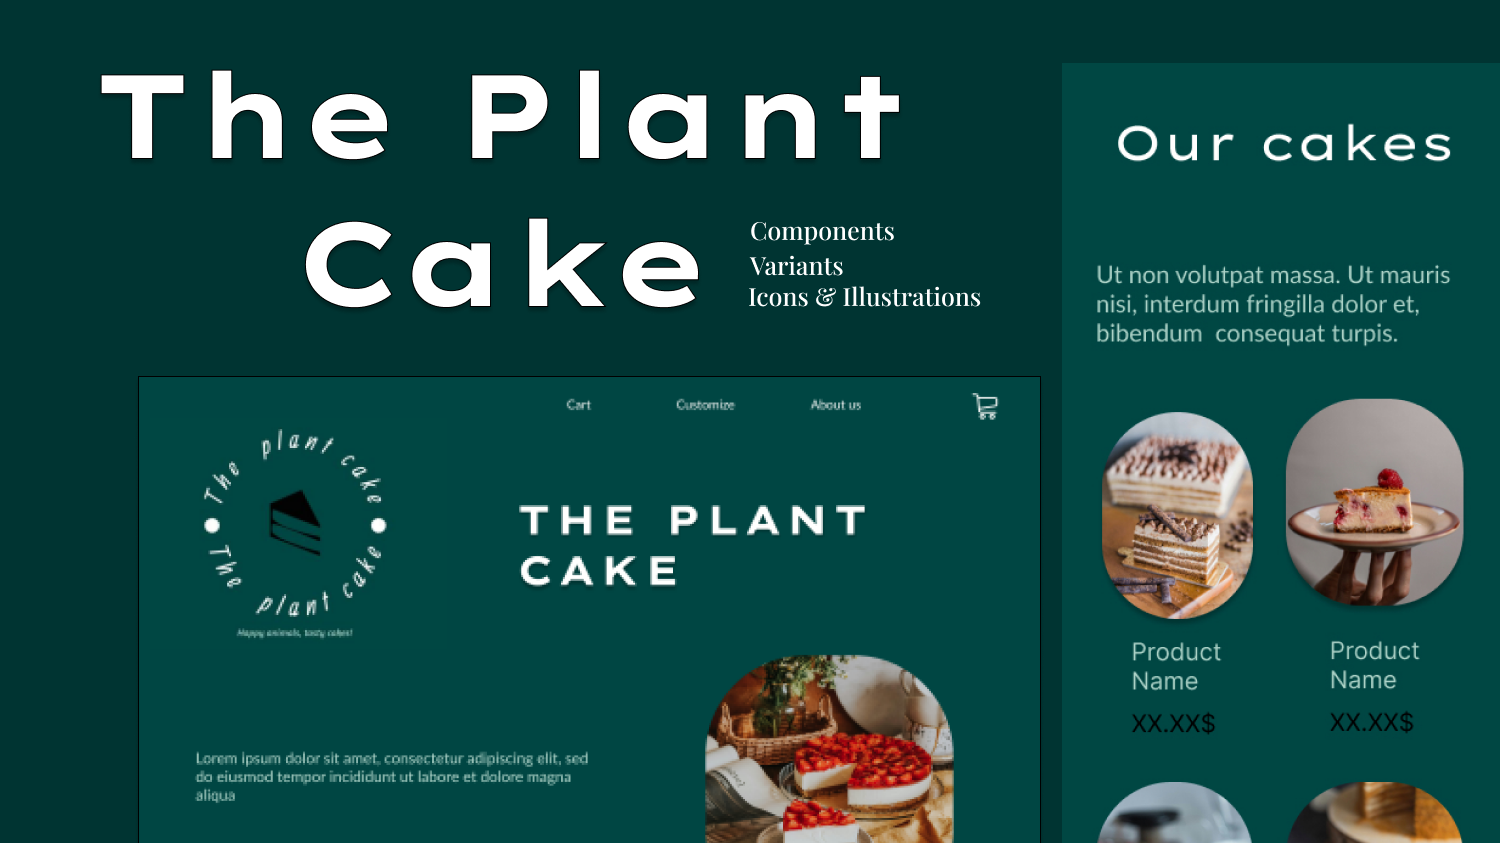 The Plant
Cake
Components
Variants
Icons & Illustrations
Cart
Customize
About us
The plant cake
The plant cake
Happy animals, tasty cakes!
THE PLANT
CAKE
Lorem ipsum dolor sit amet, consectetur adipiscing elit, sed
do eiusmod tempor incididunt ut labore et dolore magna
aliqua
Our cakes
Ut non volutpat massa. Ut mauris
nisi, interdum fringilla dolor et,
bibendum  consequat turpis.
Product
Name
XX.XX$
Product
Name
XX.XX$